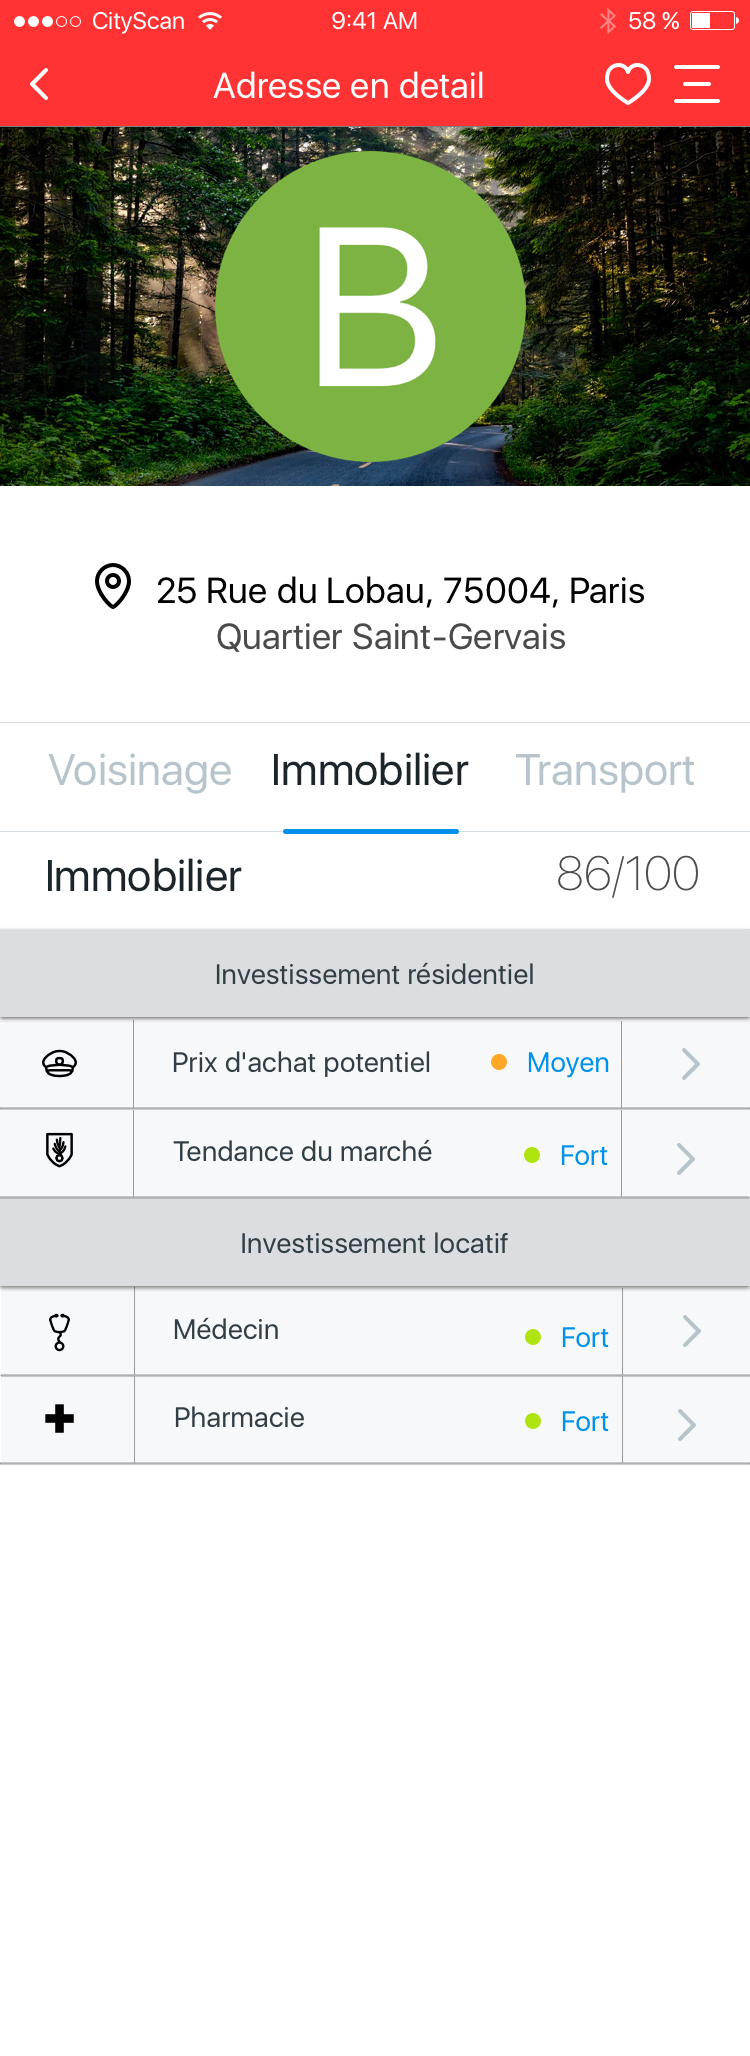 CityScan 9:41 AM 58 %
Adresse en detail
B
25 Rue du Lobau, 75004, Paris
Quartier Saint-Gervais
Voisinage Immobilier Transport
Immobilier 86/100
Investissement résidentiel
Prix d'achat potentiel Moyen
Tendance du marché Fort
Investissement locatif
Médecin Fort
Pharmacie Fort